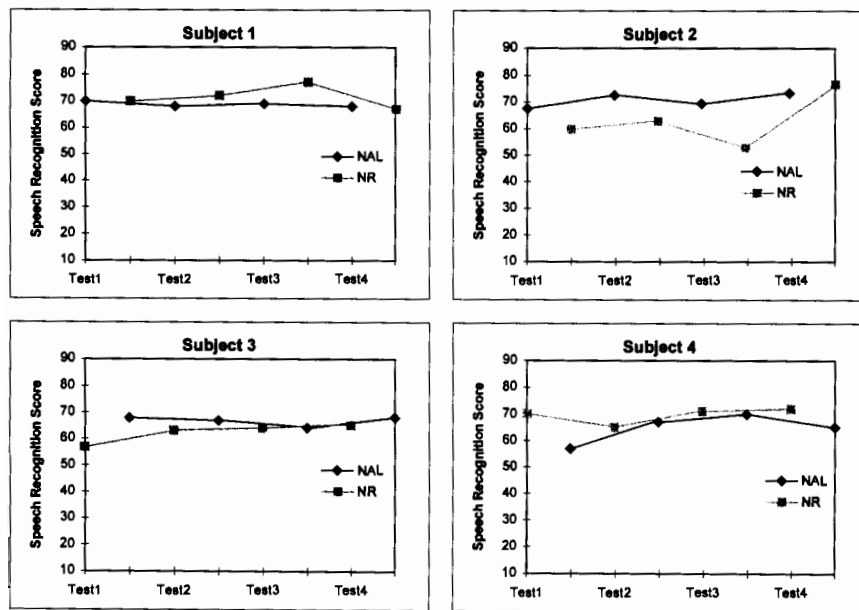 Subject 1
Speech Recognition Score
90
80
70
60
50
40
30
20
10
NAL
NR
Test1 Test2 Test3 Test4
Subject 2
Speech Recognition Score
90
80
70
60
50
40
30
20
10
NAL
NR
Test1 Test2 Test3 Test4
Subject 3
Speech Recognition Score
90
80
70
60
50
40
30
20
10
NAL
NR
Test1 Test2 Test3 Test4
Subject 4
Speech Recognition Score
90
80
70
60
50
40
30
20
10
NAL
NR
Test1 Test2 Test3 Test4